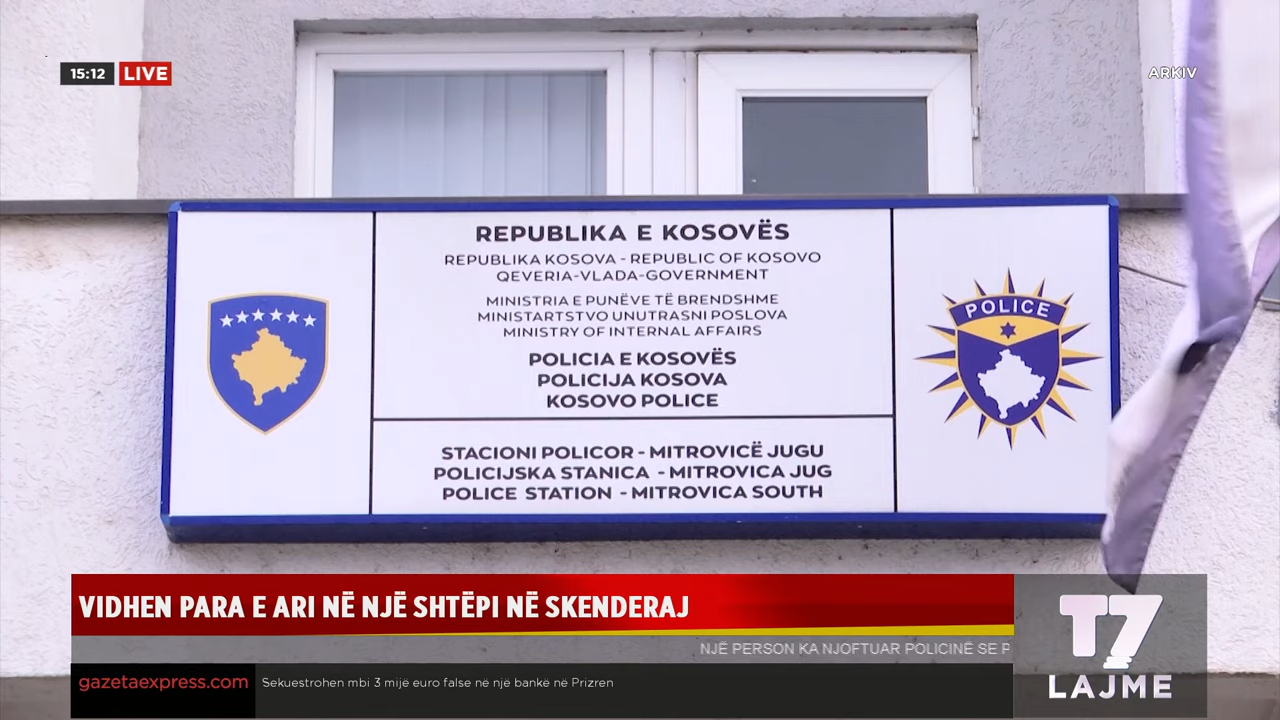 15:12 LIVE
ARKIV
REPUBLIKA E KOSOVËS
REPUBLIKA KOSOVA - REPUBLIC OF KOSOVO
QEVERIA-VLADA-GOVERNMENT
MINISTRIA E PUNËVE TË BRENDSHME
MINISTARTSTVO UNUTRASNI POSLOVA
MINISTRY OF INTERNAL AFFAIRS
POLICIA E KOSOVËS
POLICIJA KOSOVA
KOSOVO POLICE
POLICE
STACIONI POLICOR - MITROVICË JUGU
POLICIJSKA STANICA - MITROVICA JUG
POLICE STATION - MITROVICA SOUTH
VIDHEN PARA E ARI NË NJË SHTËPI NË SKENDERAJ
NJË PERSON KA NJOFTUAR POLICINË SE P
gazetaexpress.com Sekuestrohen mbi 3 mijë euro false në një bankë në Prizren
T7
LAJME